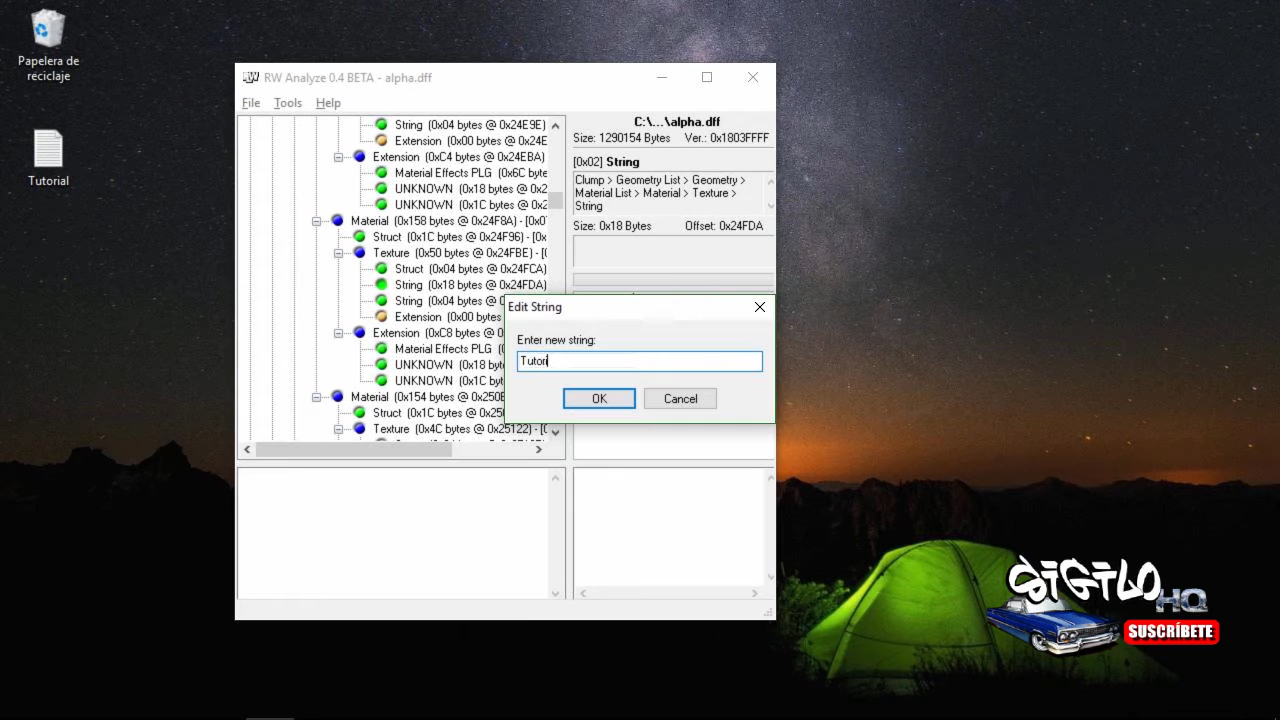 Papelera de
reciclaje
Tutorial
RW Analyze 0.4 BETA - alpha.dff
File Tools Help
String (0x04 bytes @ 0x24E9E)
Extension (0x00 bytes @ 0x24E
Extension (0xC4 bytes @ 0x24EBA)
Material Effects PLG (0x6C byte
UNKNOWN (0x18 bytes @ 0x2
UNKNOWN (0x1C bytes @ 0x2
Material (0x158 bytes @ 0x24F8A) - [0x0
Struct (0x1C bytes @ 0x24F96) - [0x
Texture (0x50 bytes @ 0x24FBE) - [0
Struct (0x04 bytes @ 0x24FCA)
String (0x18 bytes @ 0x24FDA)
String (0x04 bytes @ 0
Extension (0x00 bytes
Extension (0xC8 bytes @ 0
Material Effects PLG (
UNKNOWN (0x18 byt
UNKNOWN (0x1C byt
Material (0x154 bytes @ 0x250E
Struct (0x1C bytes @ 0x250
Texture (0x4C bytes @ 0x25122) - [0
C:\...\alpha.dff
Size: 1290154 Bytes Ver.: 0x1803FFFF
[0x02] String
Clump > Geometry List > Geometry >
Material List > Material > Texture >
String
Size: 0x18 Bytes Offset: 0x24FDA
Edit String
Enter new string:
Tutori
OK Cancel
SIGILO
HQ
SUSCRÍBETE